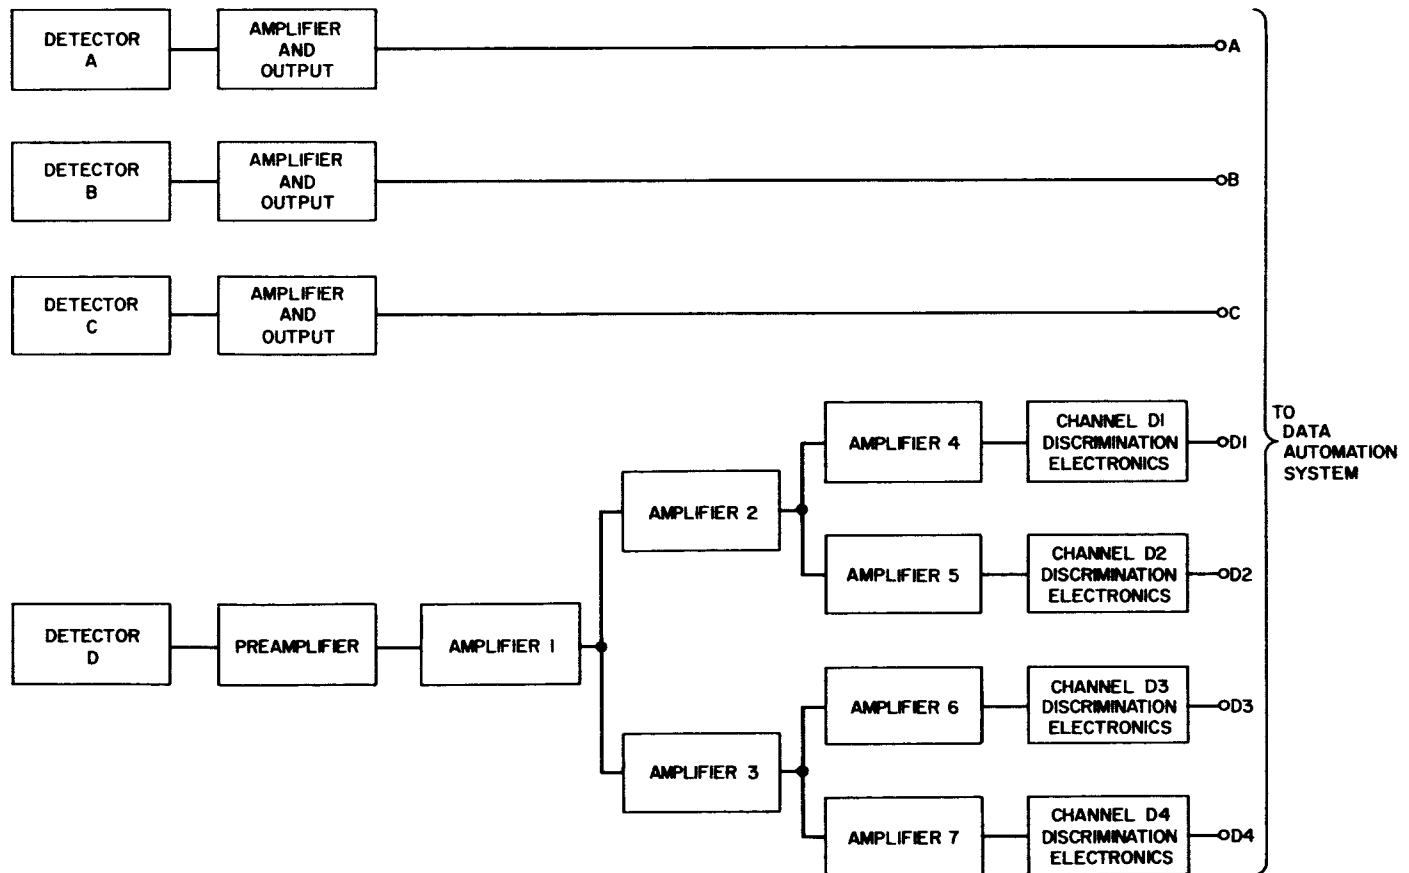 DETECTOR
A
AMPLIFIER
AND
OUTPUT
A
DETECTOR
B
AMPLIFIER
AND
OUTPUT
B
DETECTOR
C
AMPLIFIER
AND
OUTPUT
C
TO
DATA
AUTOMATION
SYSTEM
DETECTOR
D
PREAMPLIFIER
AMPLIFIER 1
AMPLIFIER 2
AMPLIFIER 3
AMPLIFIER 4
CHANNEL D1
DISCRIMINATION
ELECTRONICS
D1
AMPLIFIER 5
CHANNEL D2
DISCRIMINATION
ELECTRONICS
D2
AMPLIFIER 6
CHANNEL D3
DISCRIMINATION
ELECTRONICS
D3
AMPLIFIER 7
CHANNEL D4
DISCRIMINATION
ELECTRONICS
D4